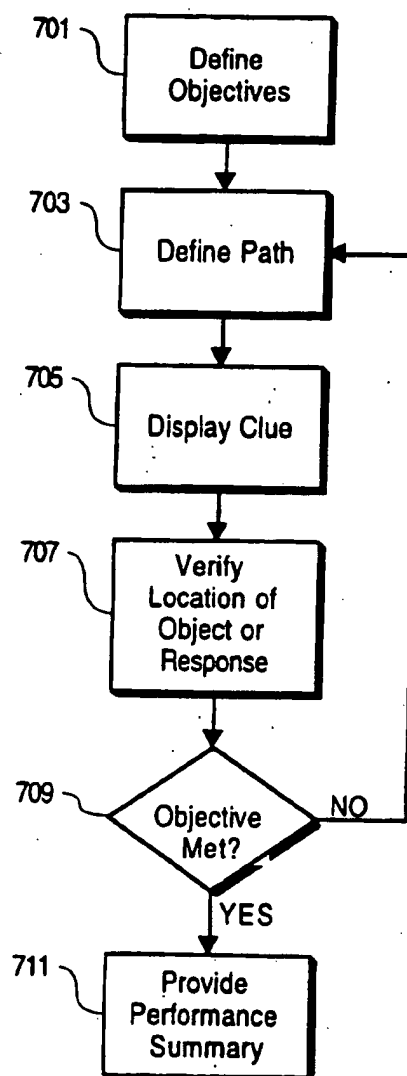 701
Define
Objectives
703
Define Path
705
Display Clue
707
Verify
Location of
Object or
Response
709
Objective
Met?
NO
YES
711
Provide
Performance
Summary